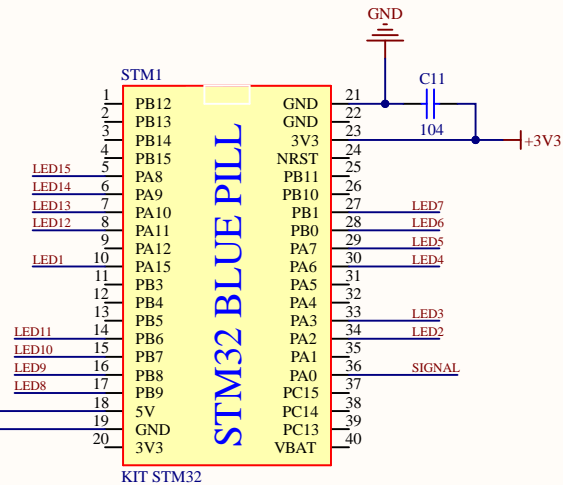 GND
STM1
C11
104
+3V3
1 PB12 GND 21
2 PB13 GND 22
3 PB14 3V3 23
4 PB15 NRST 24
LED15 5 PA8 PB11 25
LED14 6 PA9 PB10 26
LED13 7 PA10 PB1 27 LED7
LED12 8 PA11 PB0 28 LED6
9 PA12 PA7 29 LED5
LED1 10 PA15 PA6 30 LED4
11 PB3 PA5 31
12 PB4 PA4 32
13 PB5 PA3 33 LED3
LED11 14 PB6 PA2 34 LED2
LED10 15 PB7 PA1 35
LED9 16 PB8 PA0 36 SIGNAL
LED8 17 PB9 PC15 37
18 5V PC14 38
19 GND PC13 39
20 3V3 VBAT 40
STM32 BLUE PILL
KIT STM32